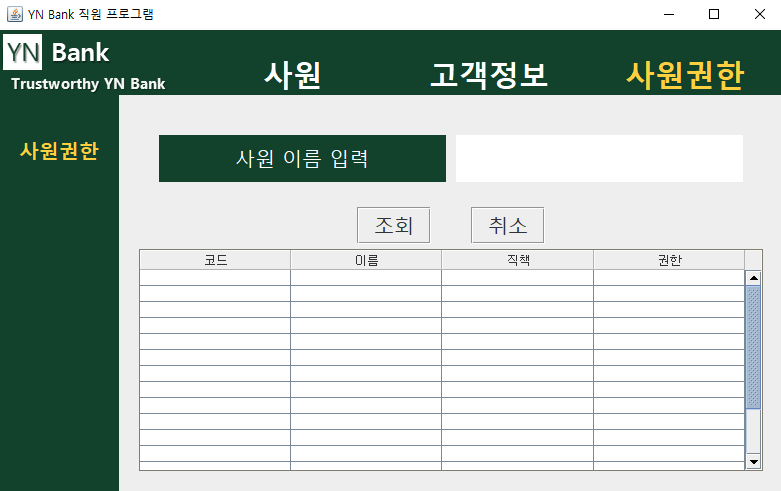 YN Bank 직원 프로그램
YN Bank
Trustworthy YN Bank
사원 고객정보 사원권한
사원권한
사원 이름 입력
조회 취소
코드 이름 직책 권한